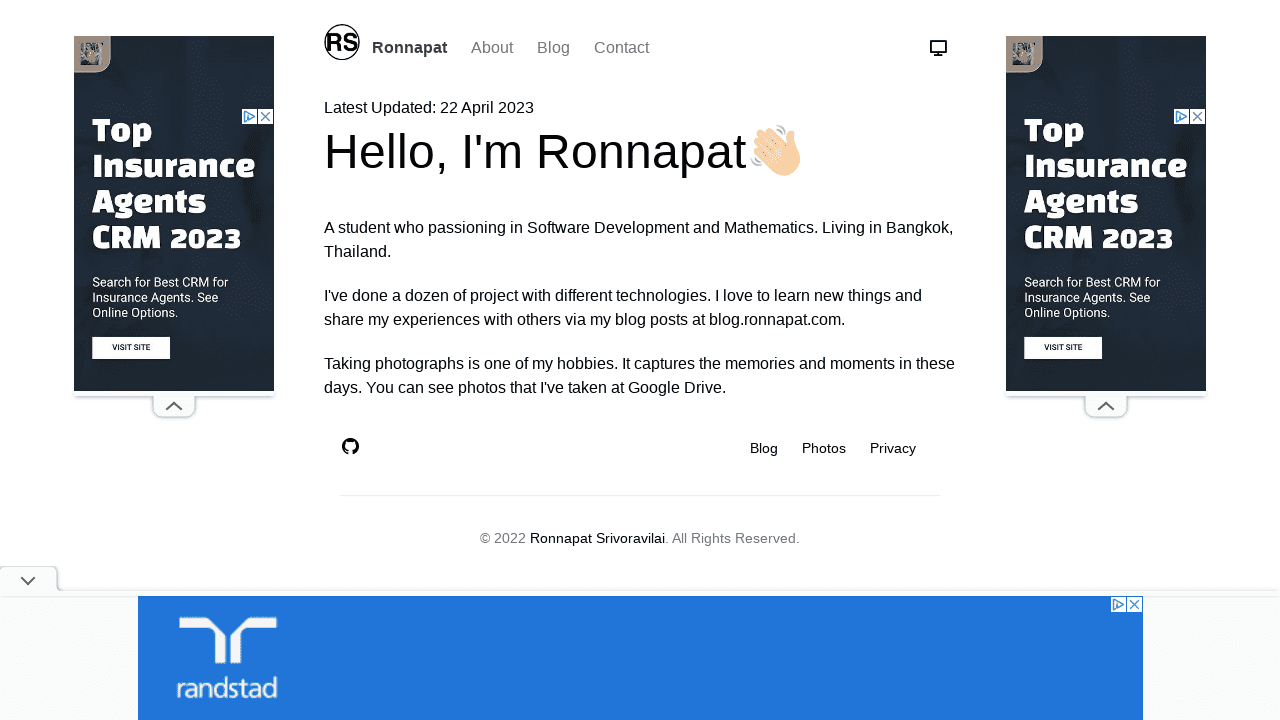 RS
Ronnapat About Blog Contact
Latest Updated: 22 April 2023
Hello, I'm Ronnapat
A student who passioning in Software Development and Mathematics. Living in Bangkok,
Thailand.
I've done a dozen of project with different technologies. I love to learn new things and
share my experiences with others via my blog posts at blog.ronnapat.com.
Taking photographs is one of my hobbies. It captures the memories and moments in these
days. You can see photos that I've taken at Google Drive.
Blog Photos Privacy
© 2022 Ronnapat Srivoravilai. All Rights Reserved.
Top
Insurance
Agents
CRM 2023
Search for Best CRM for
Insurance Agents. See
Online Options.
VISIT SITE
Top
Insurance
Agents
CRM 2023
Search for Best CRM for
Insurance Agents. See
Online Options.
VISIT SITE
randstad